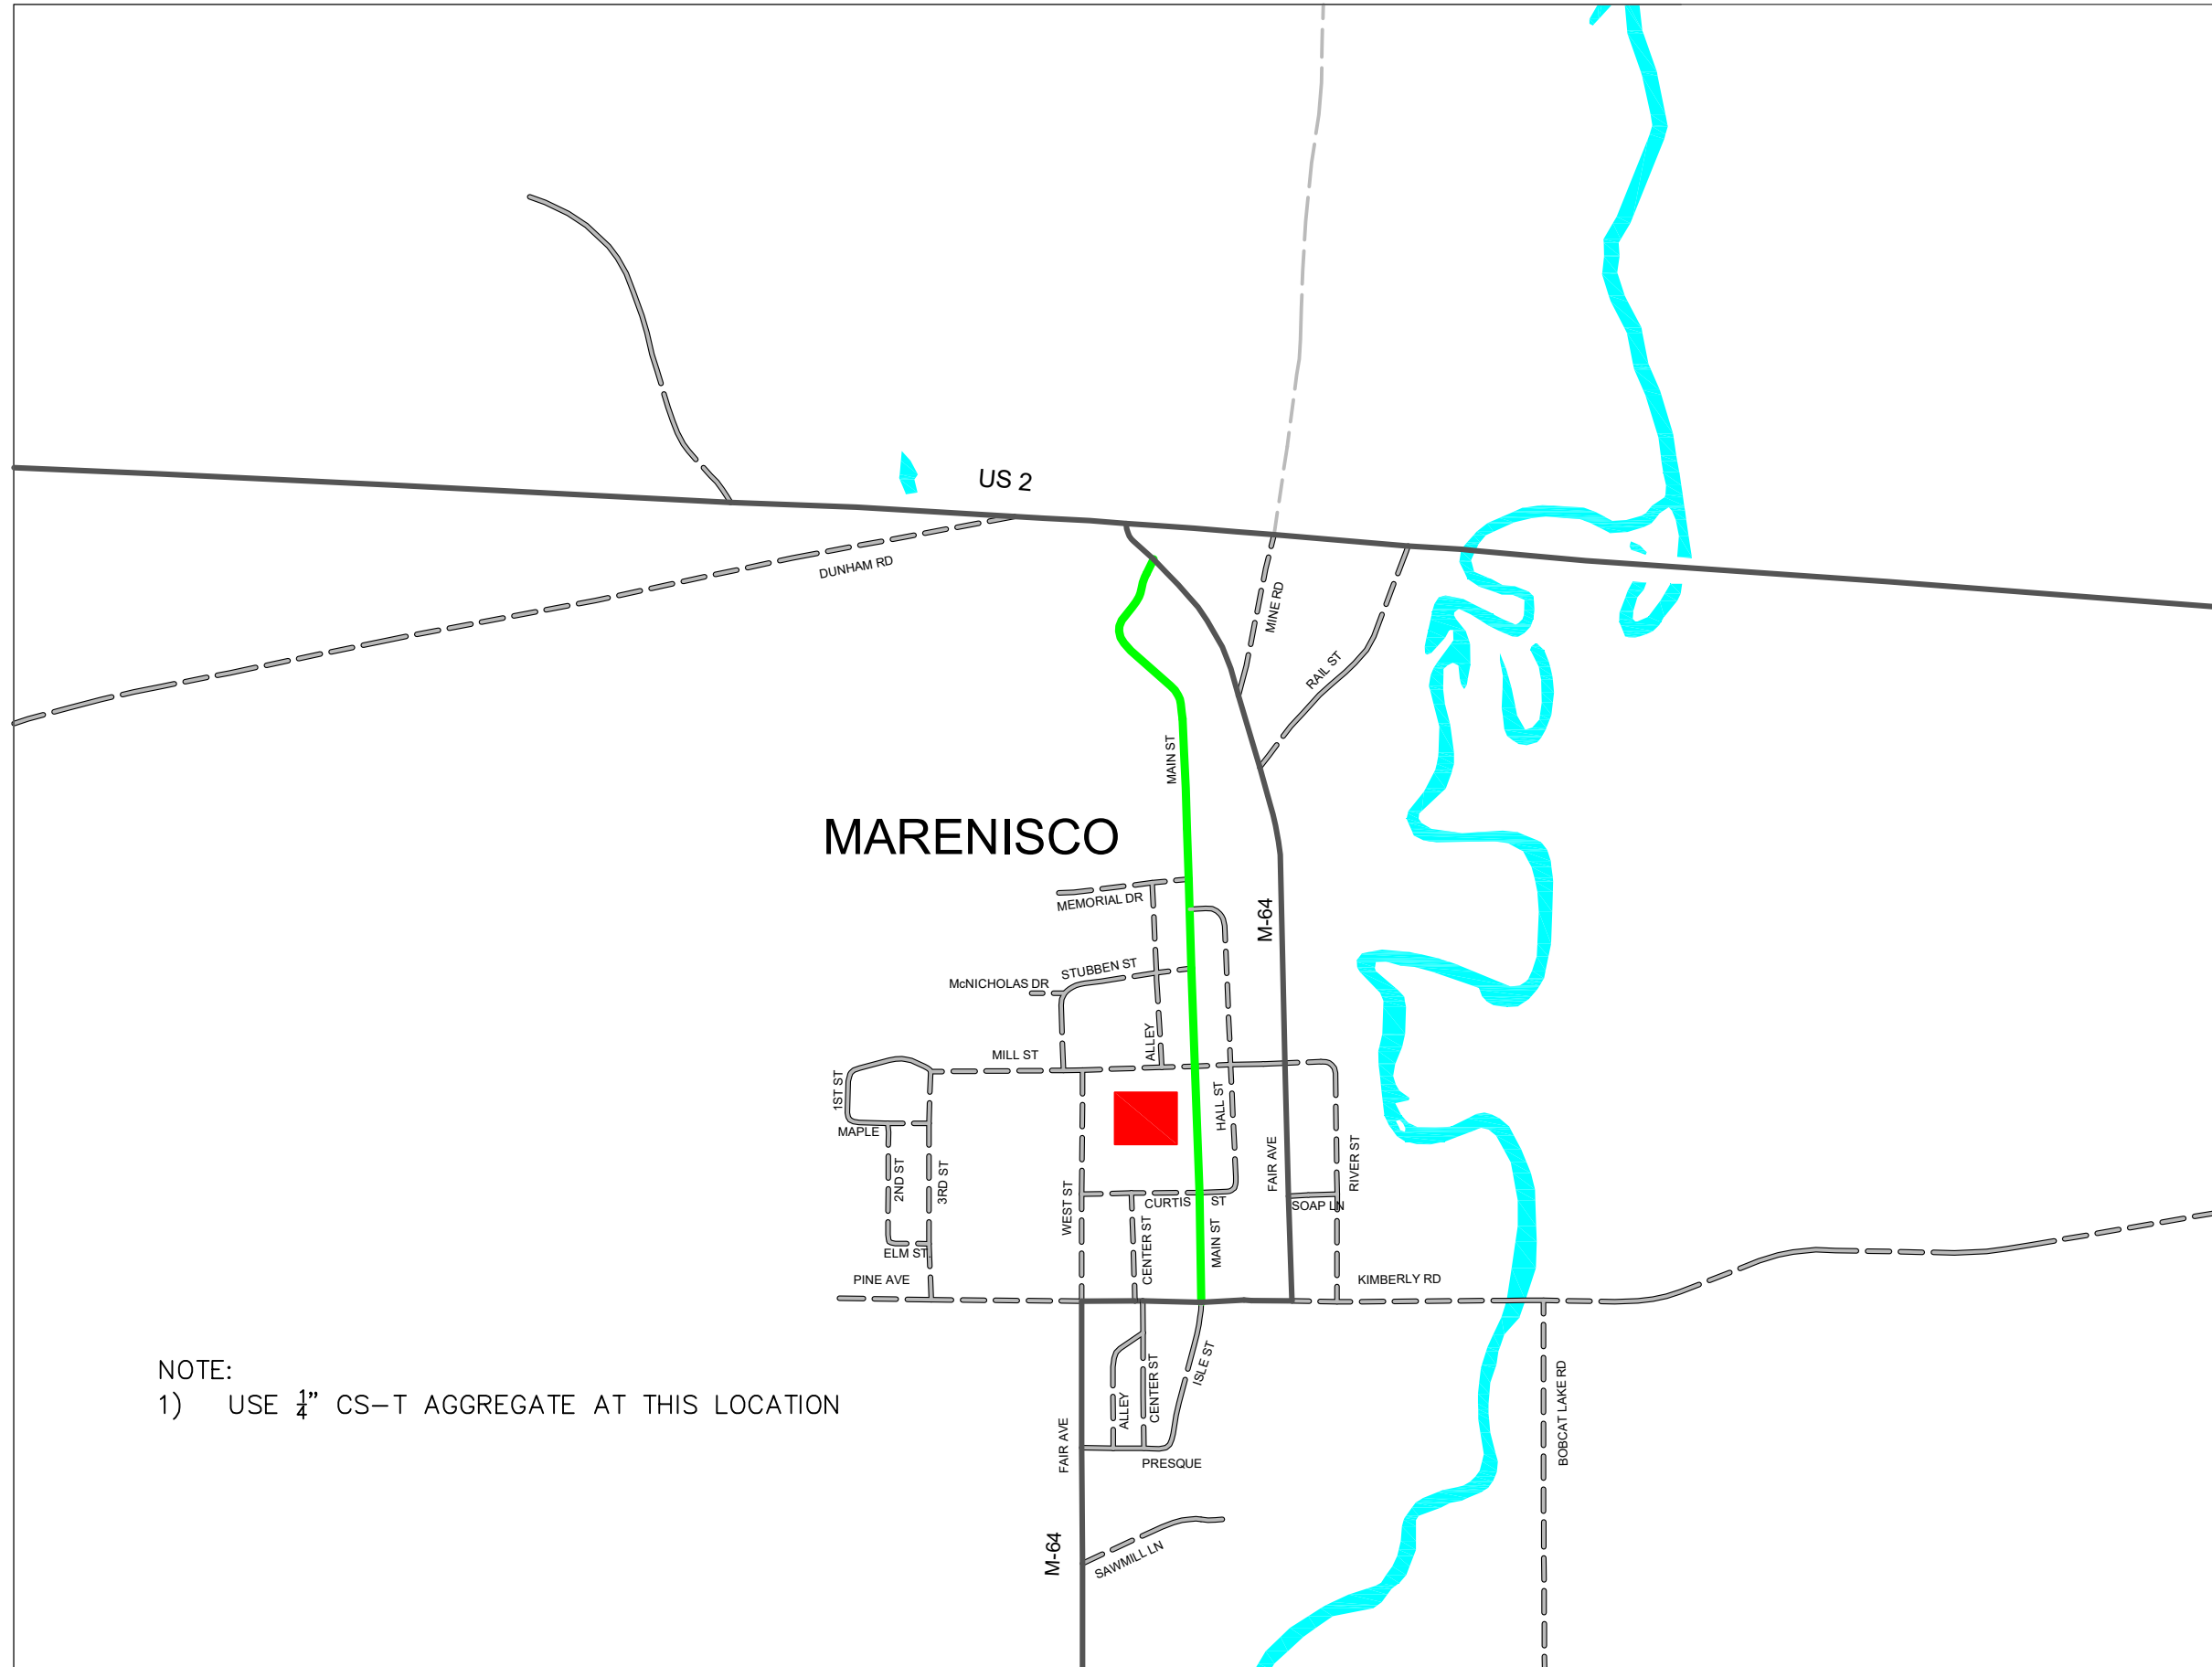 US 2
DUNHAM RD
MINE RD
RAIL ST
MAIN ST
MARENISCO
MEMORIAL DR
M-64
STUBBEN ST
McNICHOLAS DR
ALLEY
MILL ST
1ST ST
HALL ST
MAPLE
2ND ST
3RD ST
WEST ST
FAIR AVE
RIVER ST
CURTIS ST
SOAP LN
CENTER ST
MAIN ST
ELM ST.
PINE AVE
KIMBERLY RD
ISLE ST
CENTER ST
ALLEY
BOBCAT LAKE RD
NOTE:
1) USE 1/4" CS-T AGGREGATE AT THIS LOCATION
FAIR AVE
PRESQUE
M-64
SAWMILL LN